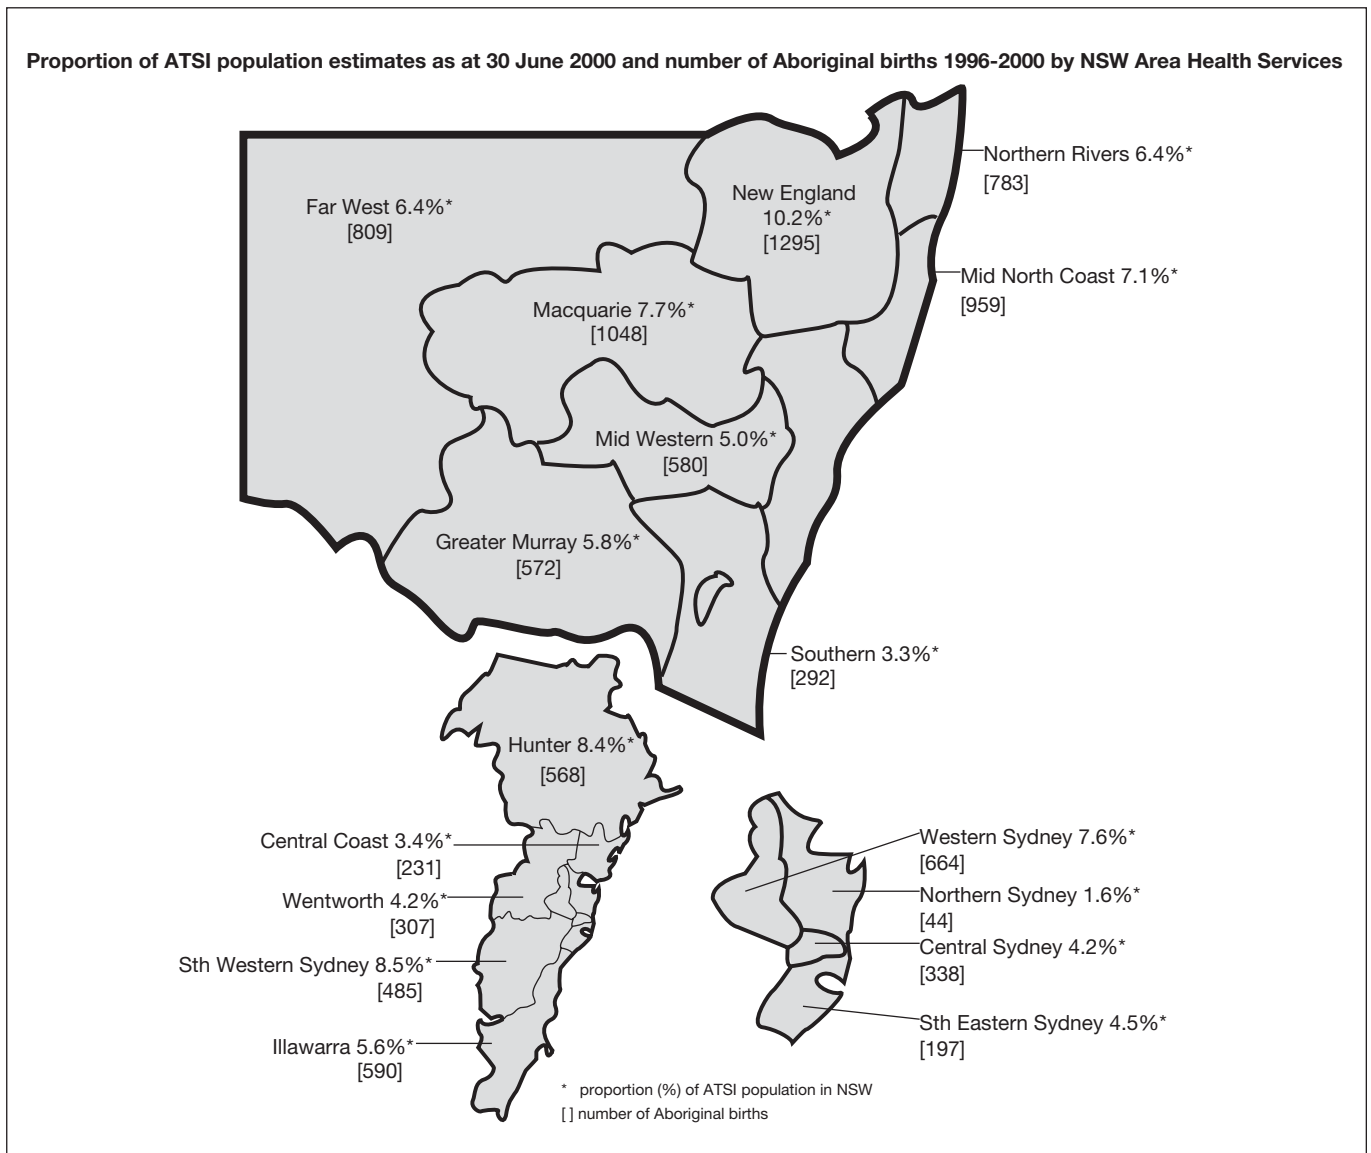 Proportion of ATSI population estimates as at 30 June 2000 and number of Aboriginal births 1996-2000 by NSW Area Health Services
Northern Rivers 6.4%*
[783]
New England
10.2%*
[1295]
Far West 6.4%*
[809]
Mid North Coast 7.1%*
[959]
Macquarie 7.7%*
[1048]
Mid Western 5.0%*
[580]
Greater Murray 5.8%*
[572]
Southern 3.3%*
[292]
Hunter 8.4%*
[568]
Central Coast 3.4%*
[231]
Wentworth 4.2%*
[307]
Sth Western Sydney 8.5%*
[485]
Illawarra 5.6%*
[590]
Western Sydney 7.6%*
[664]
Northern Sydney 1.6%*
[44]
Central Sydney 4.2%*
[338]
Sth Eastern Sydney 4.5%*
[197]
* proportion (%) of ATSI population in NSW
[ ] number of Aboriginal births